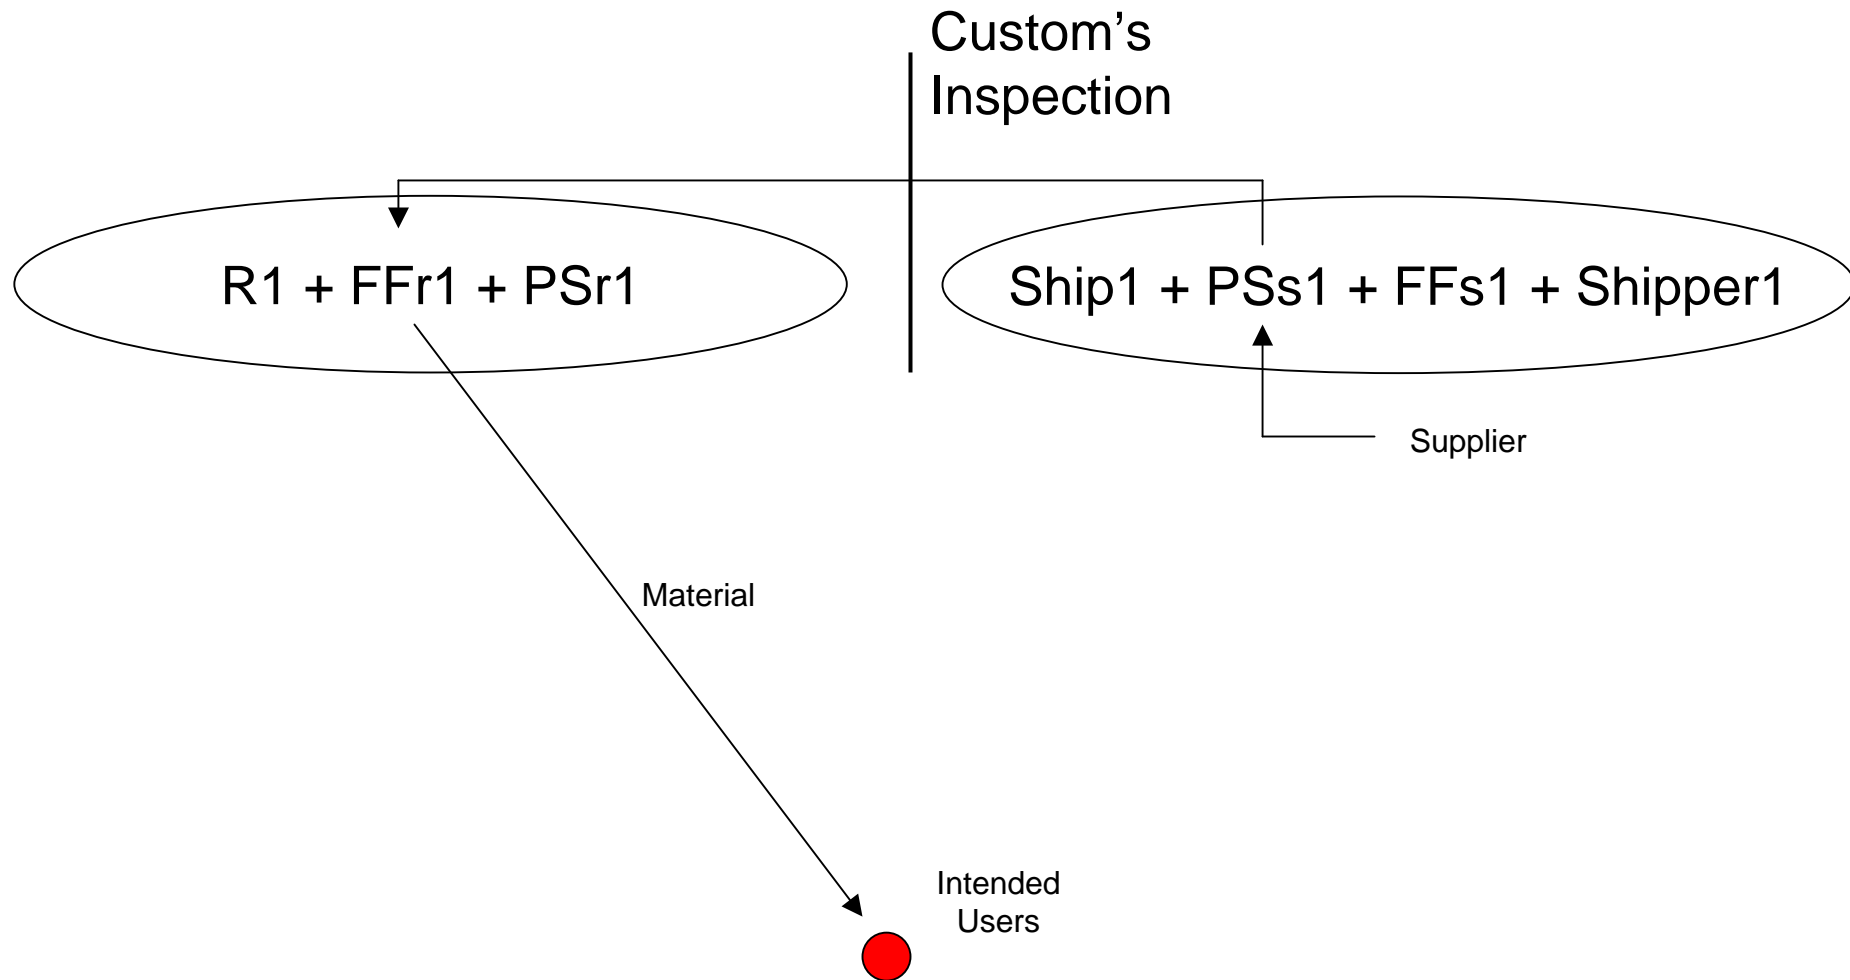 Custom’s
Inspection
R1 + FFr1 + PSr1
Ship1 + PSs1 + FFs1 + Shipper1
Supplier
Material
Intended
Users